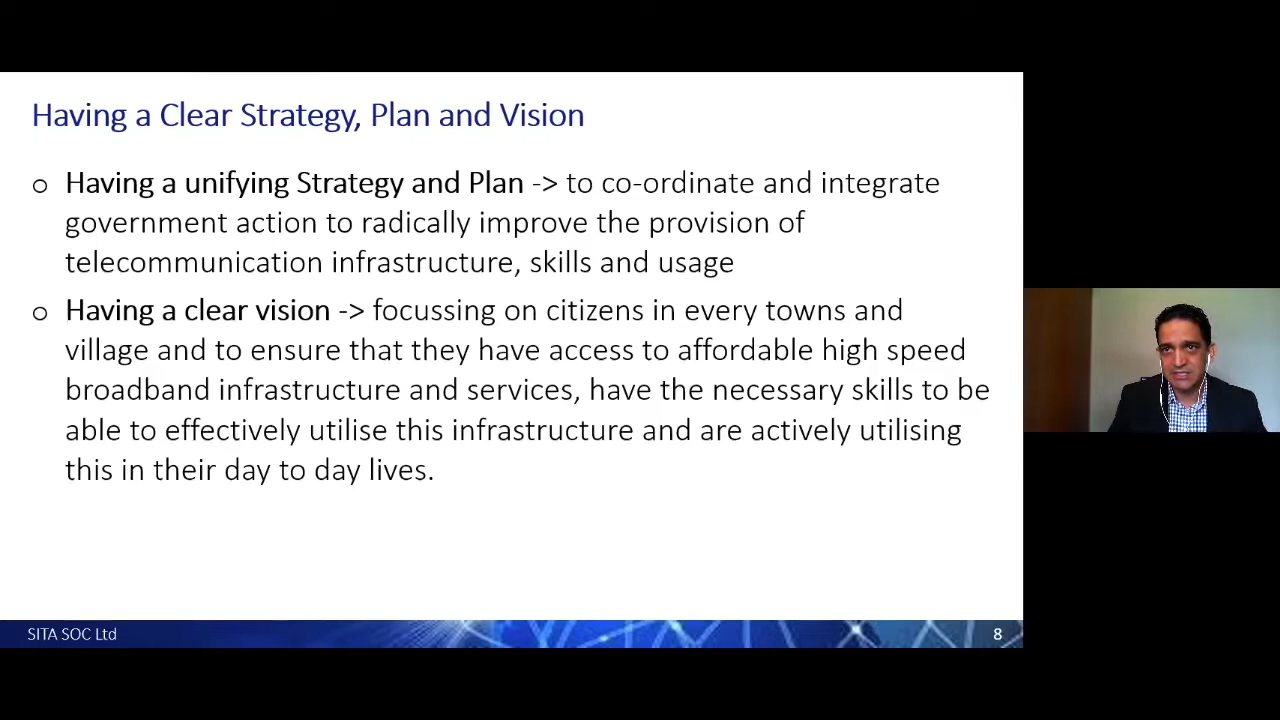 Having a Clear Strategy, Plan and Vision
o Having a unifying Strategy and Plan -> to co-ordinate and integrate
government action to radically improve the provision of
telecommunication infrastructure, skills and usage
o Having a clear vision -> focussing on citizens in every towns and
village and to ensure that they have access to affordable high speed
broadband infrastructure and services, have the necessary skills to be
able to effectively utilise this infrastructure and are actively utilising
this in their day to day lives.
SITA SOC Ltd
8